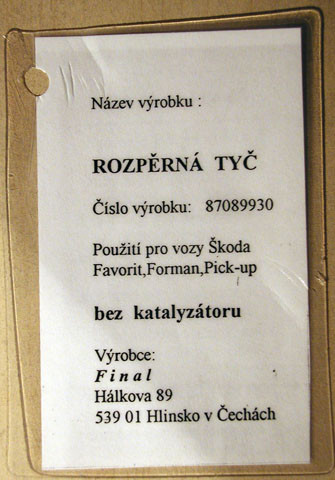 Název výrobku :
ROZPĚRNÁ TYČ
Číslo výrobku: 87089930
Použití pro vozy Škoda
Favorit,Forman,Pick-up
bez katalyzátoru
Výrobce:
Final
Hálkova 89
539 01 Hlinsko v Čechách